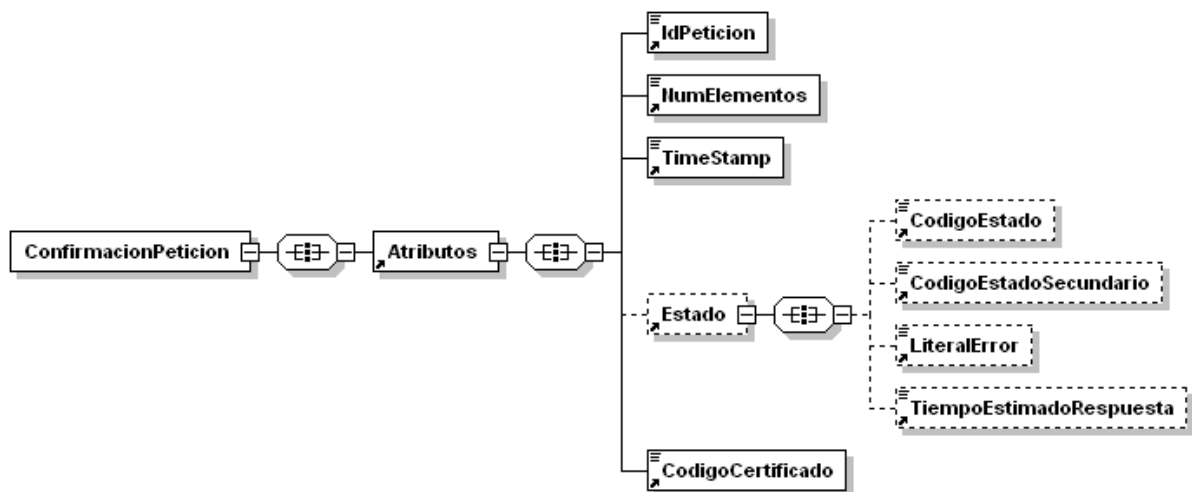 IdPeticion
NumElementos
TimeStamp
ConfirmacionPeticion
Atributos
Estado
CodigoEstado
CodigoEstadoSecundario
LiteralError
TiempoEstimadoRespuesta
CodigoCertificado